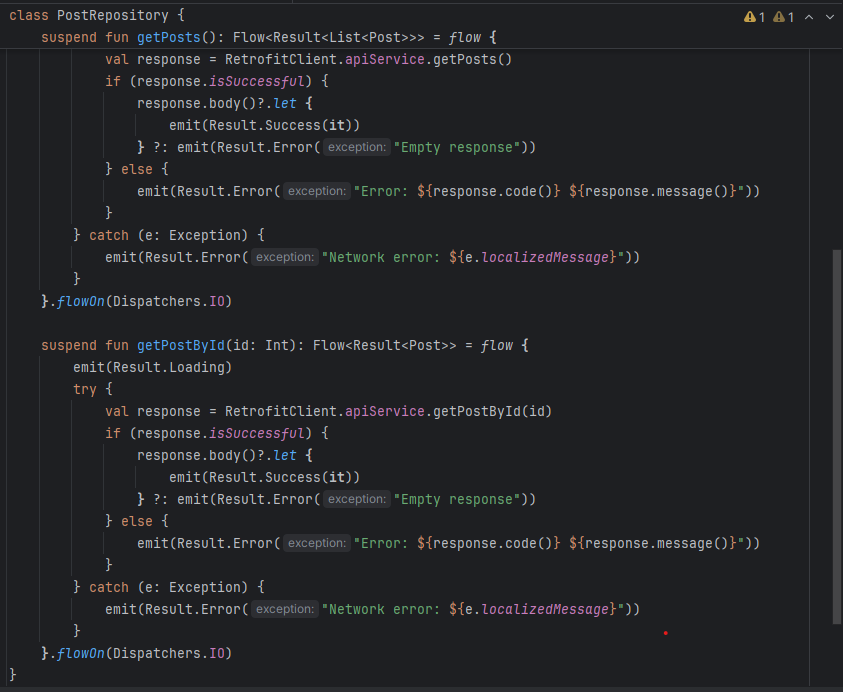 class PostRepository {
1 1
    suspend fun getPosts(): Flow<Result<List<Post>>> = flow {
            val response = RetrofitClient.apiService.getPosts()
            if (response.isSuccessful) {
                response.body()?.let {
                    emit(Result.Success(it))
                } ?: emit(Result.Error( exception: "Empty response"))
            } else {
                emit(Result.Error( exception: "Error: ${response.code()} ${response.message()}"))
            }
        } catch (e: Exception) {
            emit(Result.Error( exception: "Network error: ${e.localizedMessage}"))
        }
    }.flowOn(Dispatchers.IO)

    suspend fun getPostById(id: Int): Flow<Result<Post>> = flow {
        emit(Result.Loading)
        try {
            val response = RetrofitClient.apiService.getPostById(id)
            if (response.isSuccessful) {
                response.body()?.let {
                    emit(Result.Success(it))
                } ?: emit(Result.Error( exception: "Empty response"))
            } else {
                emit(Result.Error( exception: "Error: ${response.code()} ${response.message()}"))
            }
        } catch (e: Exception) {
            emit(Result.Error( exception: "Network error: ${e.localizedMessage}"))
        }
    }.flowOn(Dispatchers.IO)
}